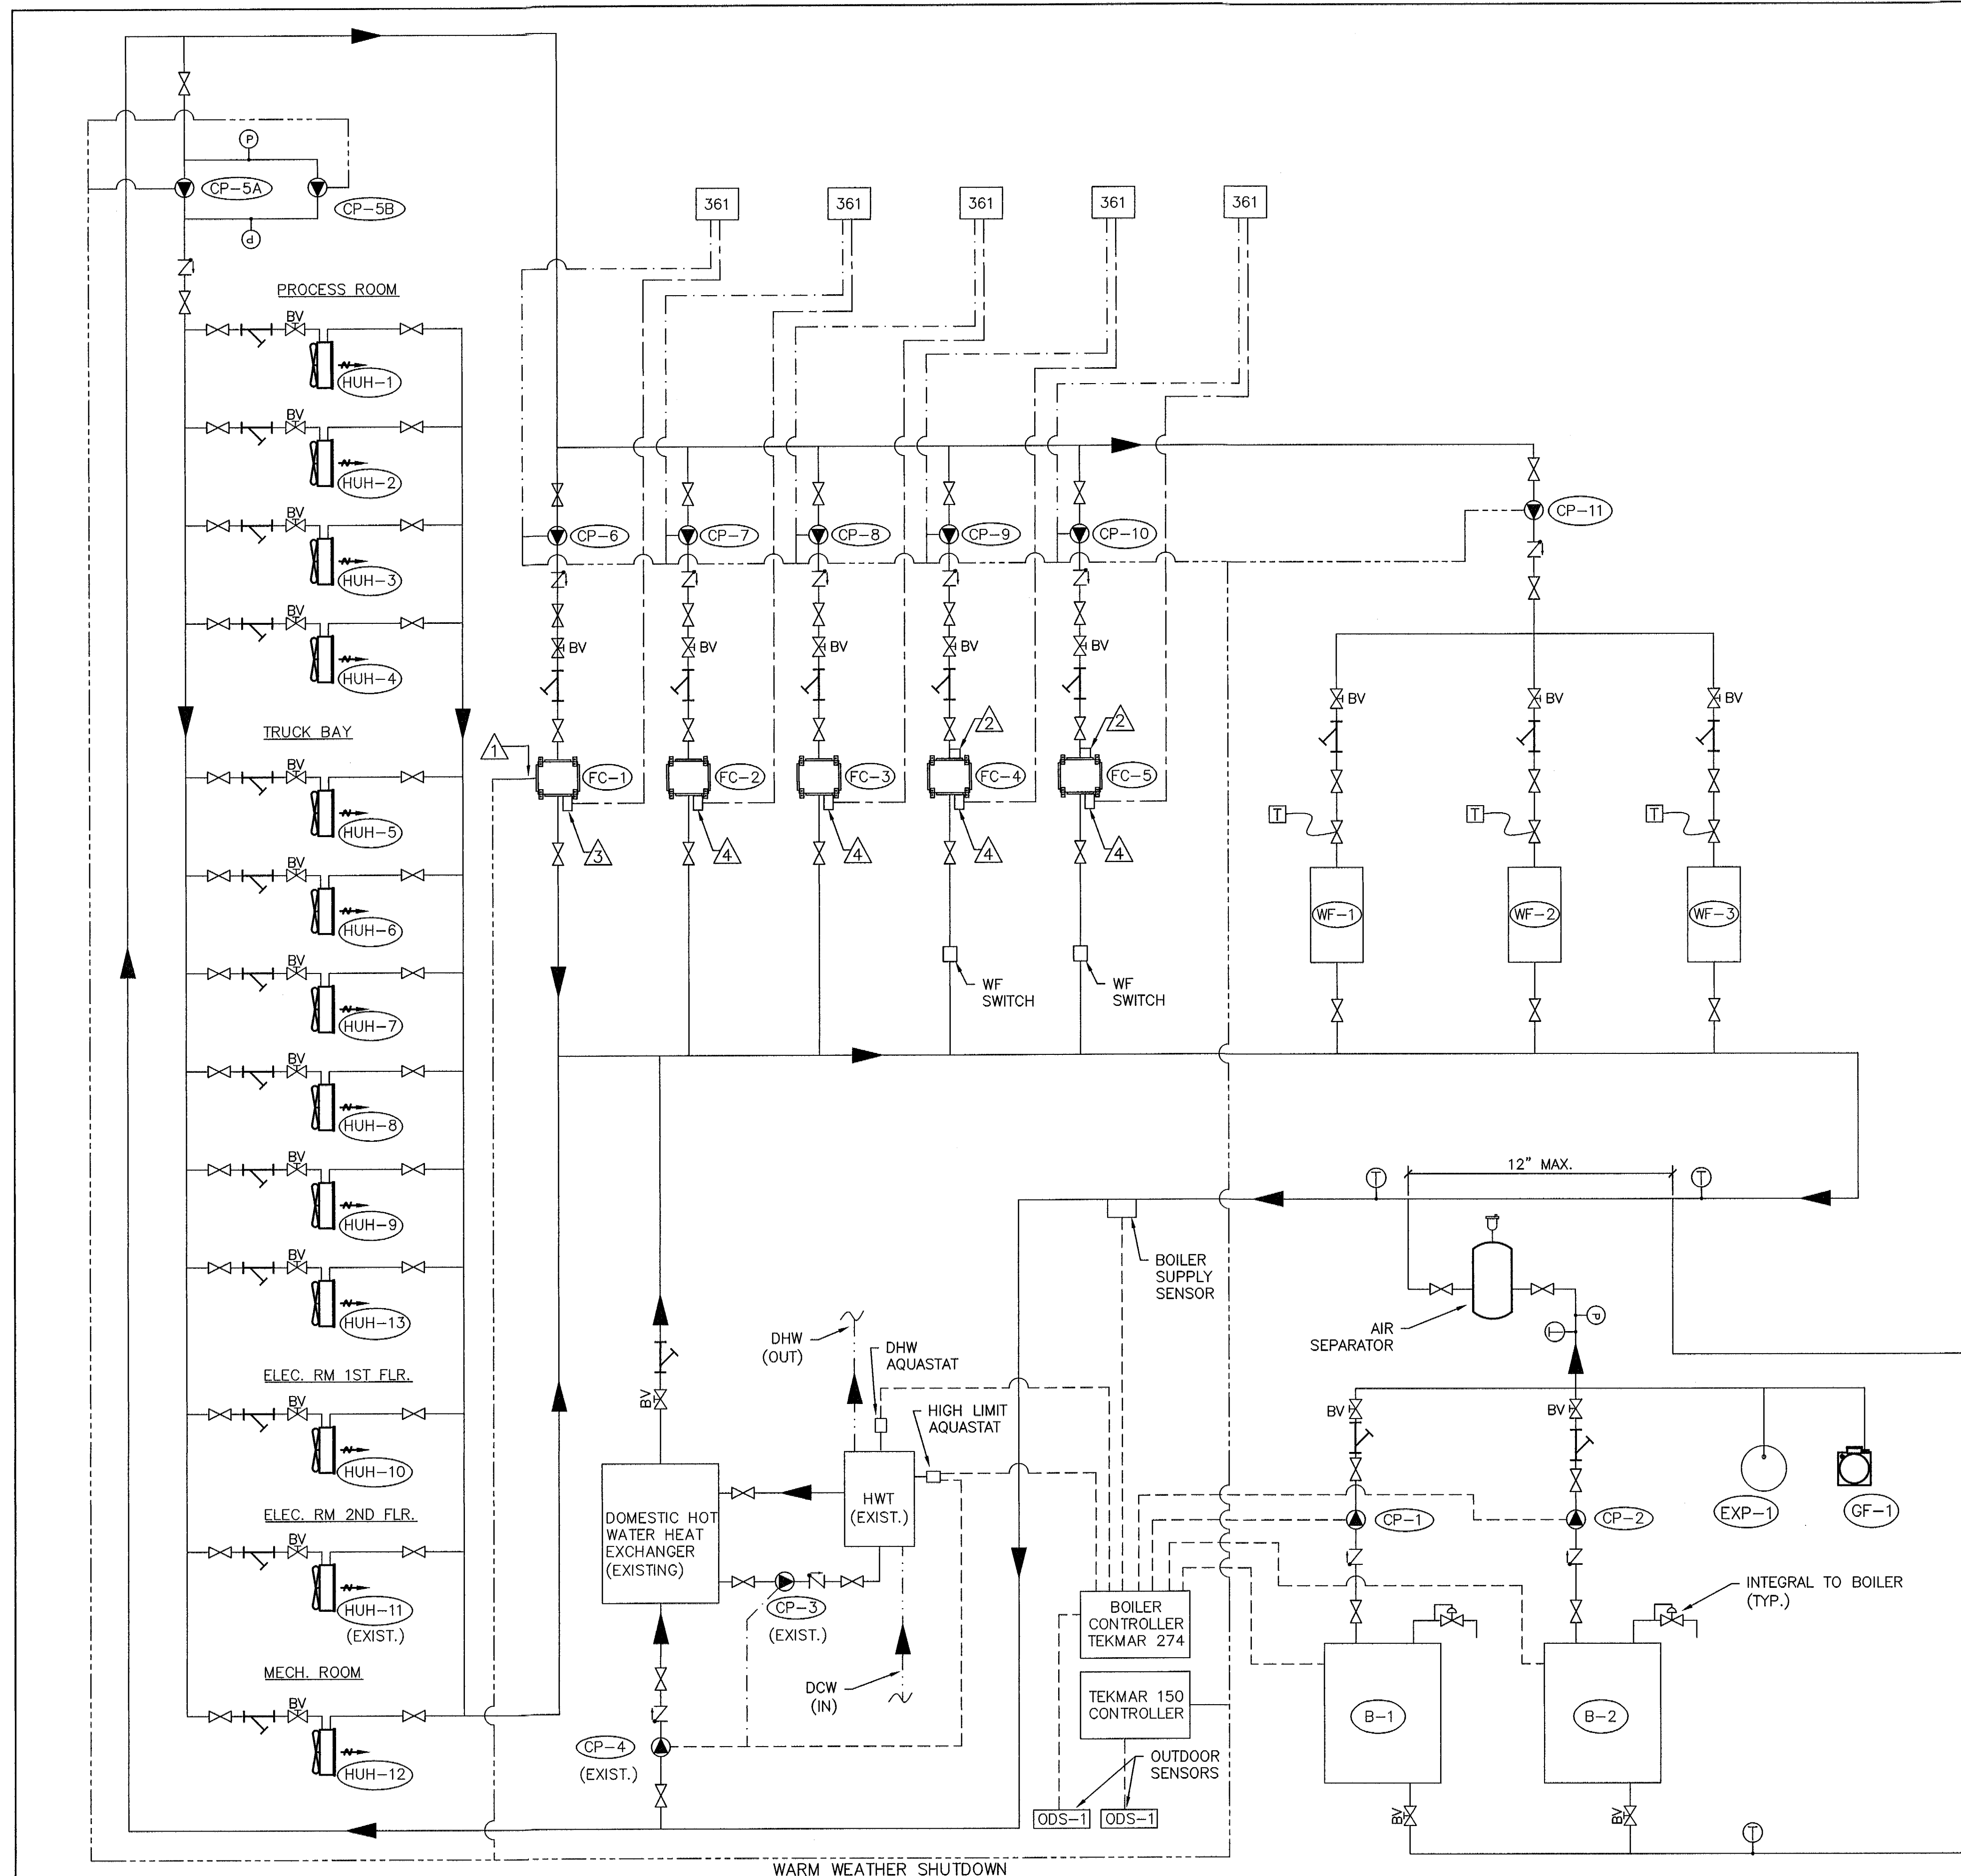 P
CP-5A
CP-5B
P
361
361
361
361
361
PROCESS ROOM
BV
HUH-1
BV
HUH-2
BV
HUH-3
BV
HUH-4
CP-6
CP-7
CP-8
CP-9
CP-10
CP-11
BV
BV
BV
BV
BV
BV
BV
BV
TRUCK BAY
1
2
2
FC-1
FC-2
FC-3
FC-4
FC-5
3
4
4
4
4
T
T
T
WF-1
WF-2
WF-3
BV
HUH-5
BV
HUH-6
BV
HUH-7
BV
HUH-8
BV
HUH-9
BV
HUH-13
WF
SWITCH
WF
SWITCH
12" MAX.
T
T
BOILER
SUPPLY
SENSOR
AIR
SEPARATOR
P
T
DHW
(OUT)
DHW
AQUASTAT
HIGH LIMIT
AQUASTAT
BV
BV
BV
ELEC. RM 1ST FLR.
BV
HUH-10
ELEC. RM 2ND FLR.
BV
HUH-11
(EXIST.)
MECH. ROOM
BV
HUH-12
DOMESTIC HOT
WATER HEAT
EXCHANGER
(EXISTING)
HWT
(EXIST.)
CP-3
(EXIST.)
DCW
(IN)
CP-4
(EXIST.)
CP-1
CP-2
EXP-1
GF-1
BOILER
CONTROLLER
TEKMAR 274
TEKMAR 150
CONTROLLER
OUTDOOR
SENSORS
ODS-1
ODS-1
INTEGRAL TO BOILER
(TYP.)
B-1
B-2
BV
BV
T
WARM WEATHER SHUTDOWN